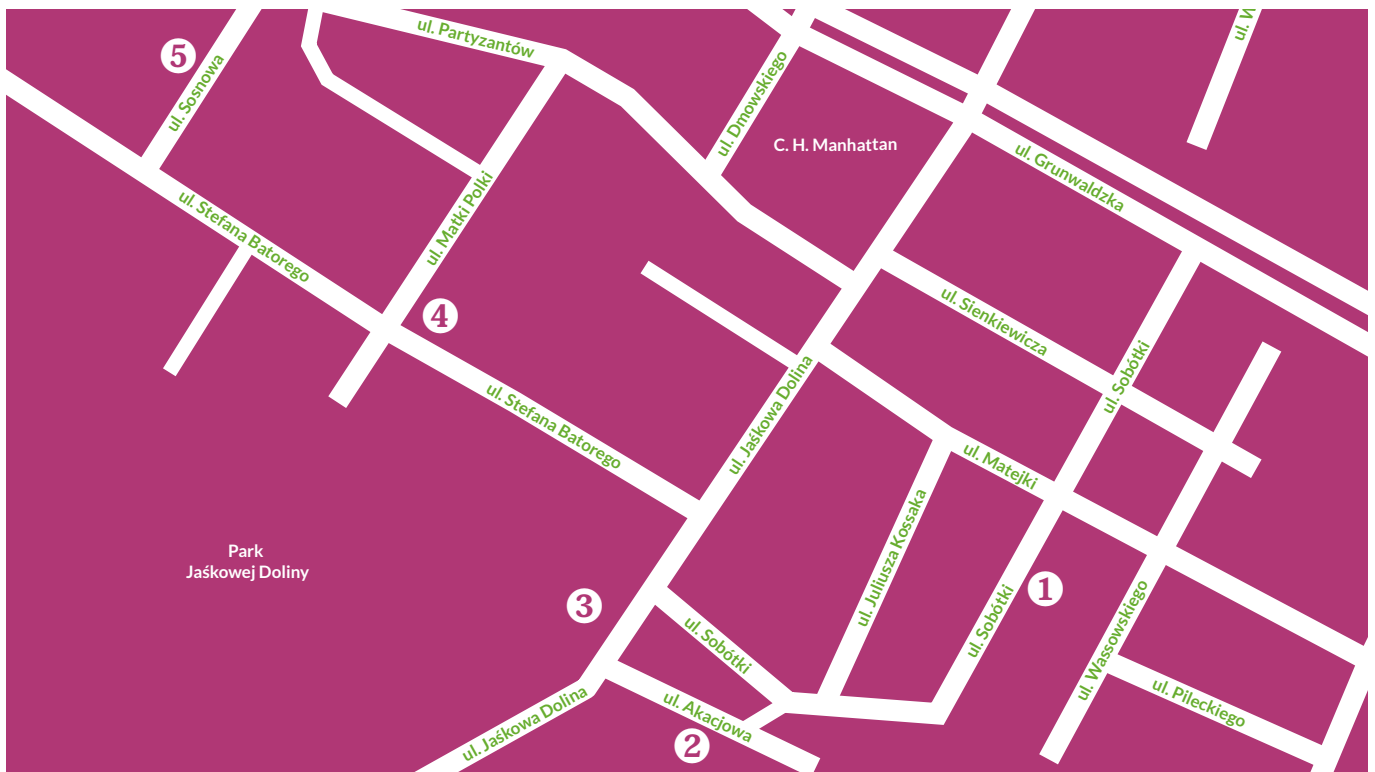 5
ul. Sosnowa
ul. Partyzantów
ul. Dmowskiego
C. H. Manhattan
ul. Grunwaldzka
ul. Stefana Batorego
ul. Matki Polki
4
ul. Sienkiewicza
ul. Sobótki
ul. Stefana Batorego
ul. Jaśkowa Dolina
ul. Matejki
Park
Jaśkowej Doliny
3
ul. Juliusza Kossaka
1
ul. Sobótki
ul. Sobótki
ul. Wassowskiego
ul. Pileckiego
ul. Jaśkowa Dolina
ul. Akacjowa
2
ul.